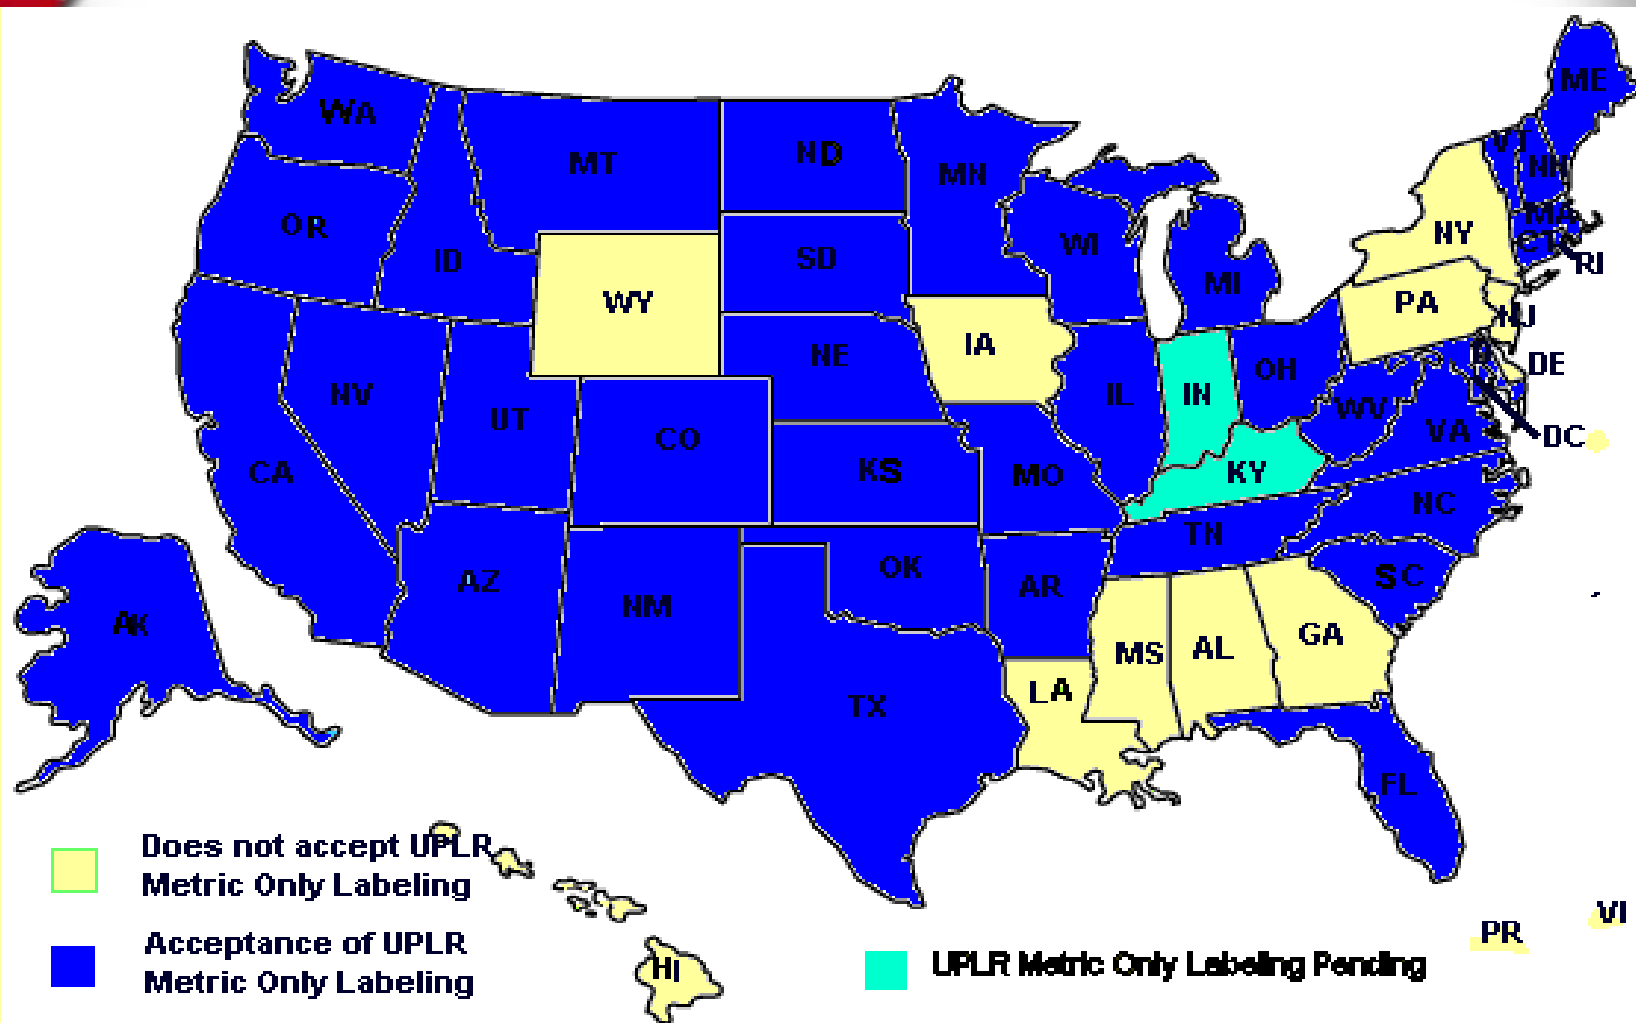 ME
WA
VT
MT
ND
NH
MN
MA
OR
NY
CT
WI
ID
SD
RI
MI
WY
PA
NJ
IA
NE
DE
OH
NV
IL
IN
WV
UT
VA
CO
DC
CA
KS
MO
KY
NC
TN
OK
SC
AZ
AR
NM
AK
GA
MS
AL
LA
TX
FL
Does not accept UPLR
Metric Only Labeling
VI
PR
Acceptance of UPLR
Metric Only Labeling
HI
UPLR Metric Only Labeling Pending